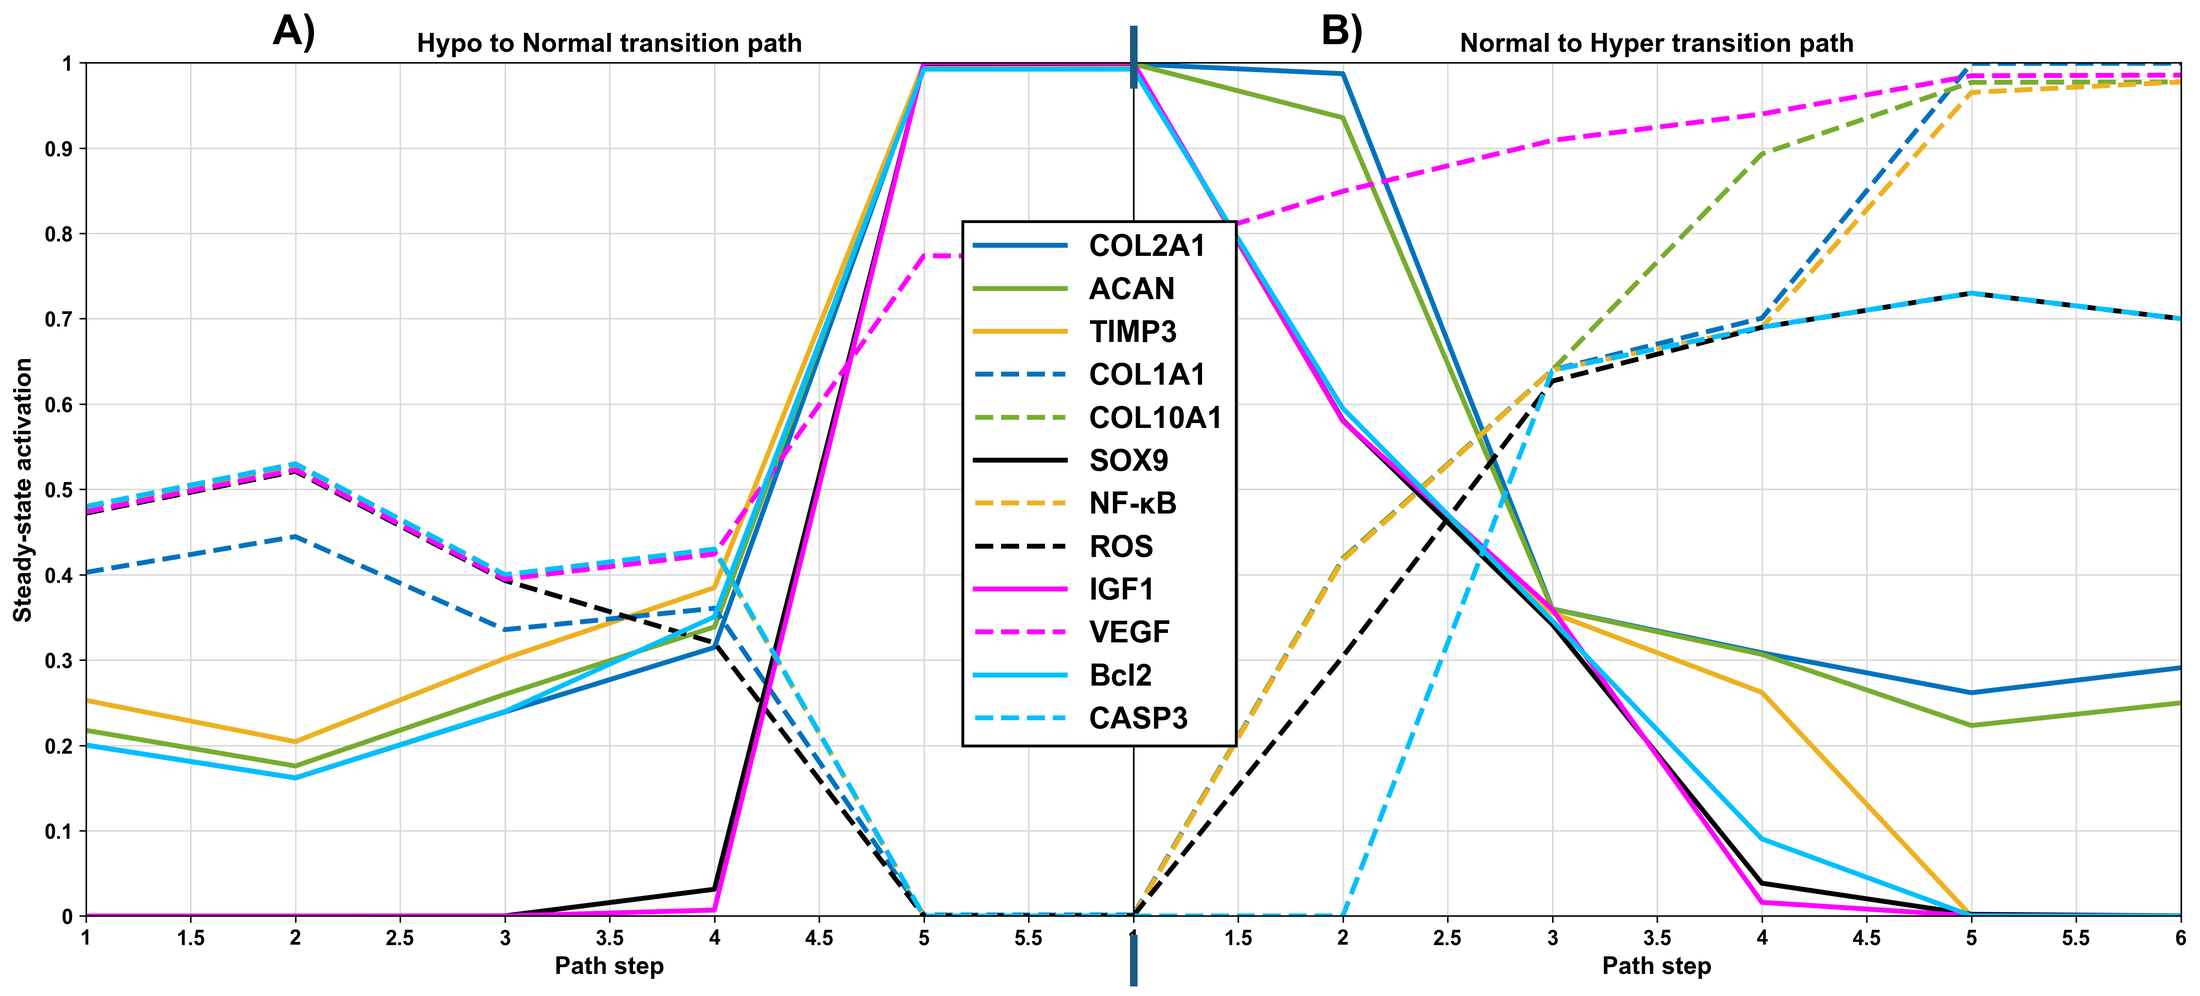 A)
Hypo to Normal transition path
B)
Normal to Hyper transition path
Steady-state activation
1
0.9
0.8
0.7
0.6
0.5
0.4
0.3
0.2
0.1
0
COL2A1
ACAN
TIMP3
COL1A1
COL10A1
SOX9
NF-κB
ROS
IGF1
VEGF
Bcl2
CASP3
1 1.5 2 2.5 3 3.5 4 4.5 5 5.5 1.5 2 2.5 3 3.5 4 4.5 5 5.5 6
Path step
Path step